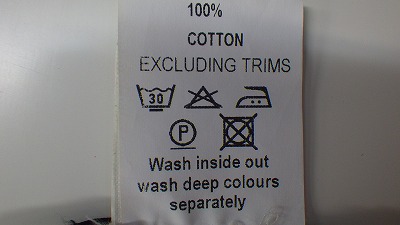 100%
COTTON
EXCLUDING TRIMS
30
P
Wash inside out
wash deep colours
separately